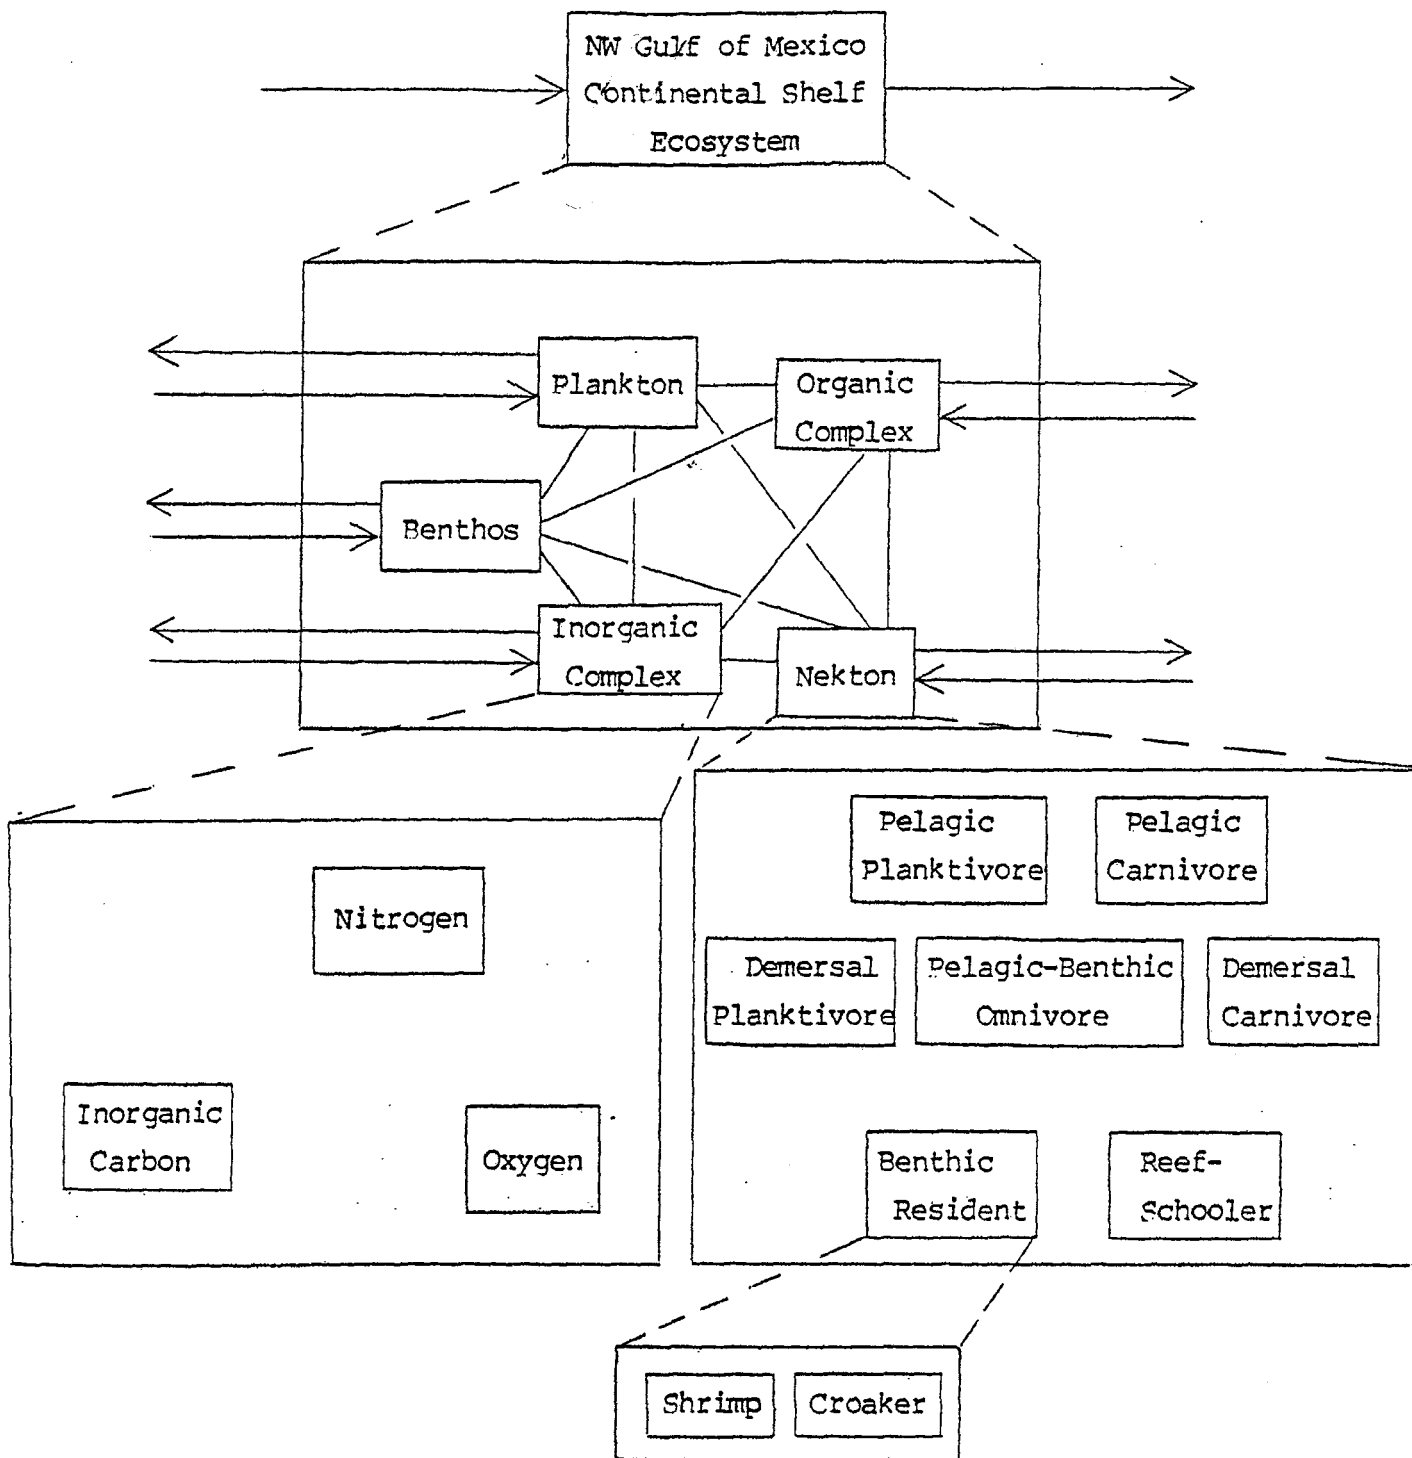 NW Gulf of Mexico
Continental Shelf
Ecosystem
Plankton
Organic
Complex
Benthos
Inorganic
Complex
Nekton
Nitrogen
Inorganic
Carbon
Oxygen
Pelagic
Planktivore
Pelagic
Carnivore
Demersal
Planktivore
Pelagic-Benthic
Omnivore
Demersal
Carnivore
Benthic
Resident
Reef-
Schooler
Shrimp
Croaker